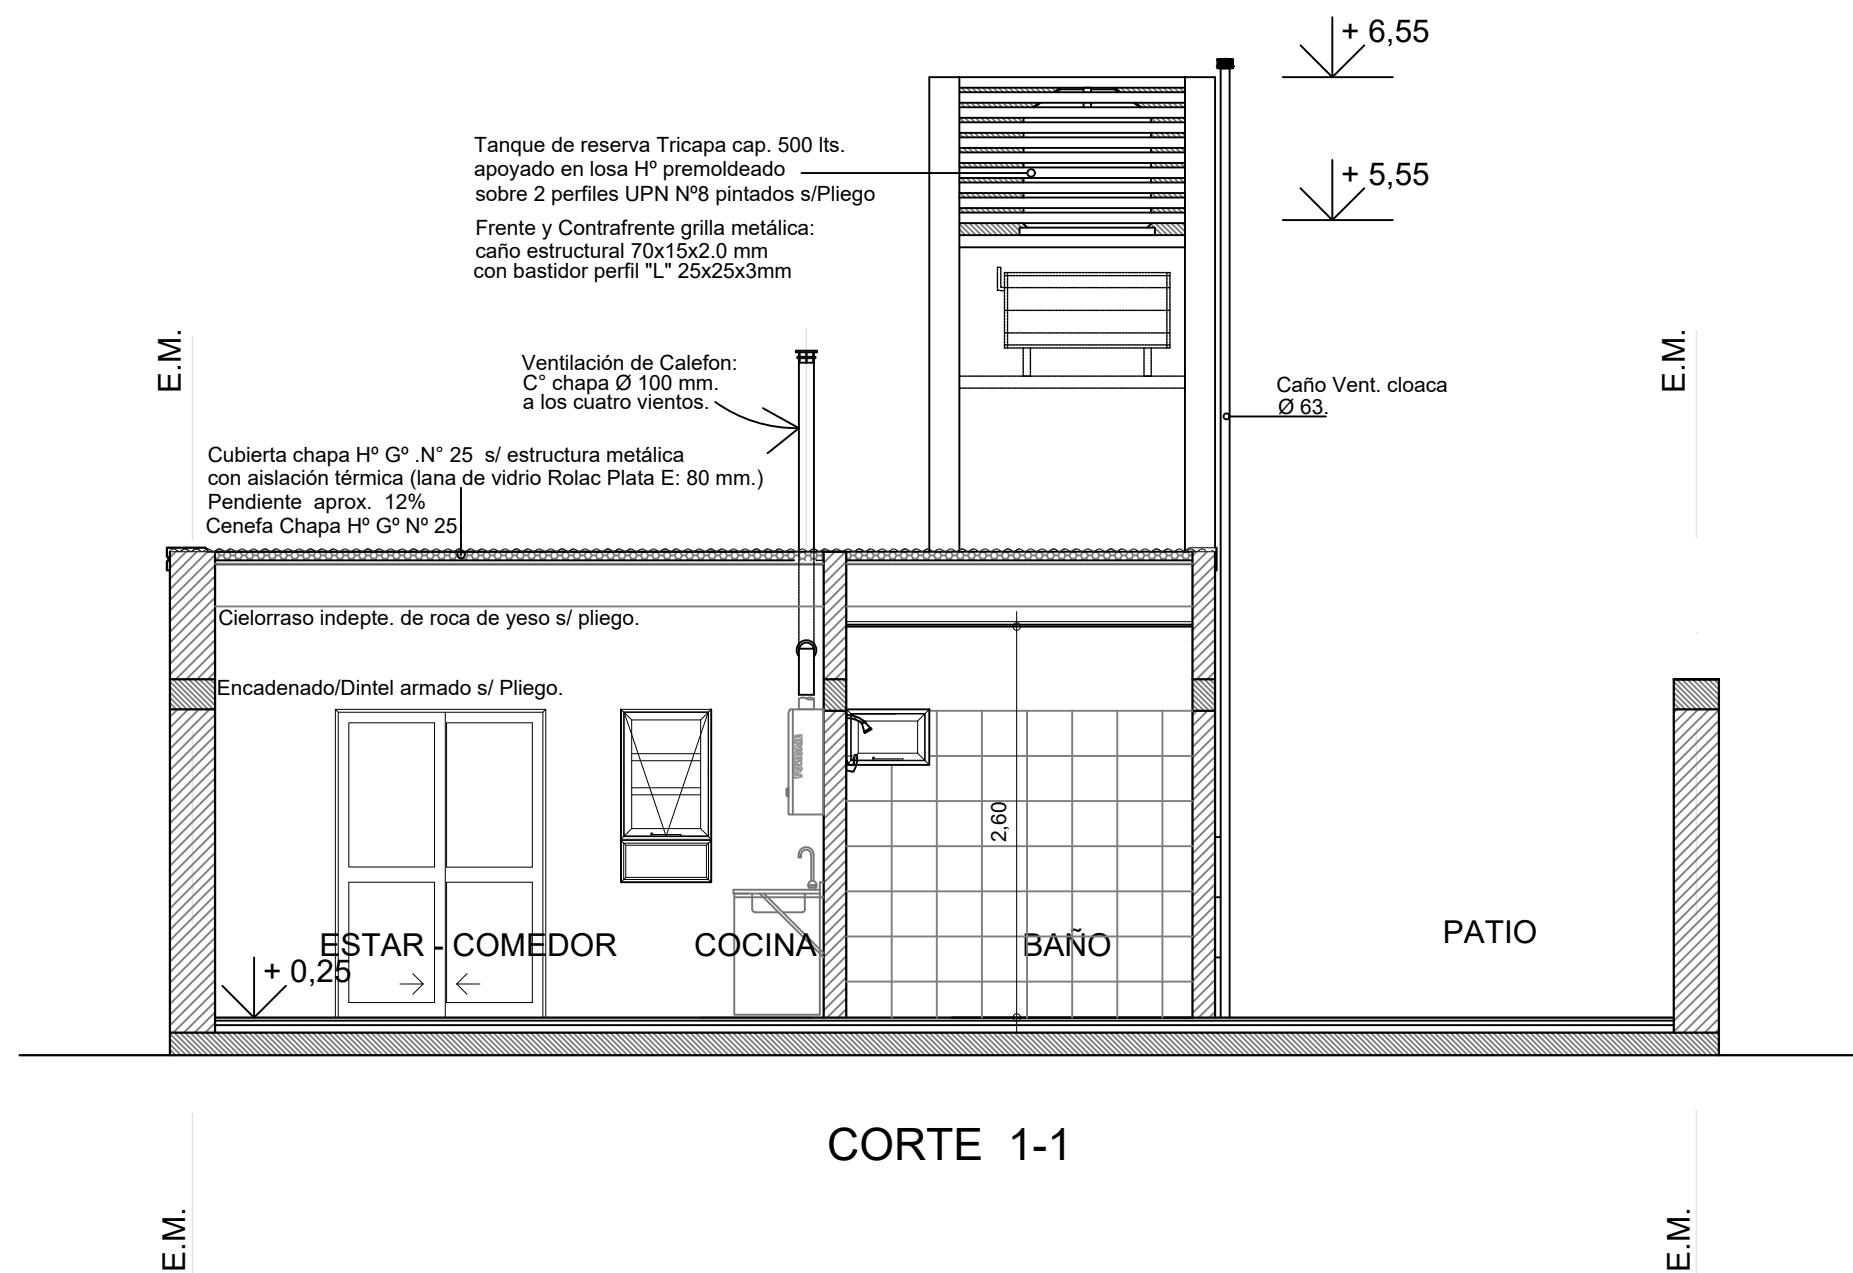 + 6,55
Tanque de reserva Tricapa cap. 500 lts.
apoyado en losa Hº premoldeado
sobre 2 perfiles UPN Nº8 pintados s/Pliego
+ 5,55
Frente y Contrafrente grilla metálica:
caño estructural 70x15x2.0 mm
con bastidor perfil "L" 25x25x3mm
E.M.
E.M.
Ventilación de Calefon:
C° chapa Ø 100 mm.
a los cuatro vientos.
Caño Vent. cloaca
Ø 63.
Cubierta chapa Hº Gº .N° 25 s/ estructura metálica
con aislación térmica (lana de vidrio Rolac Plata E: 80 mm.)
Pendiente aprox. 12%
Cenefa Chapa Hº Gº Nº 25
Cielorraso indepte. de roca de yeso s/ pliego.
Encadenado/Dintel armado s/ Pliego.
2,60
ESTAR - COMEDOR
COCINA
BAÑO
PATIO
+ 0,25
CORTE 1-1
E.M.
E.M.